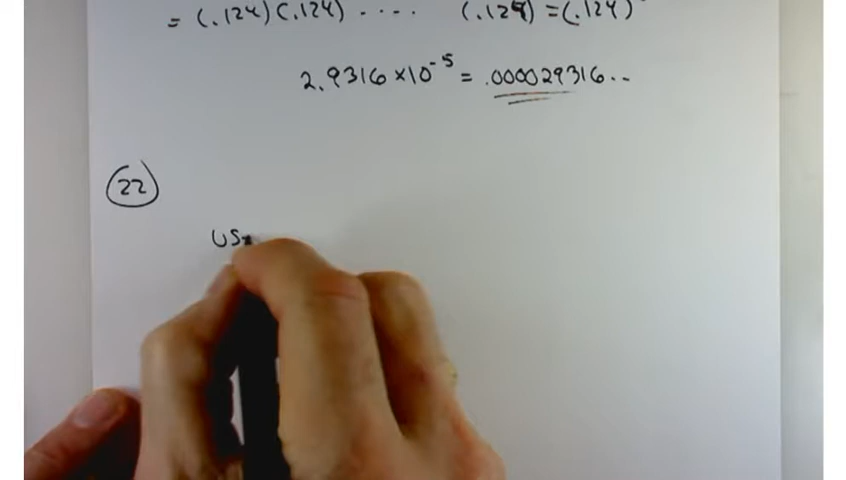 = (.124)(.124) ····· (.124) = (.124)
2.9316 × 10⁻⁵ = .000029316..
22
US